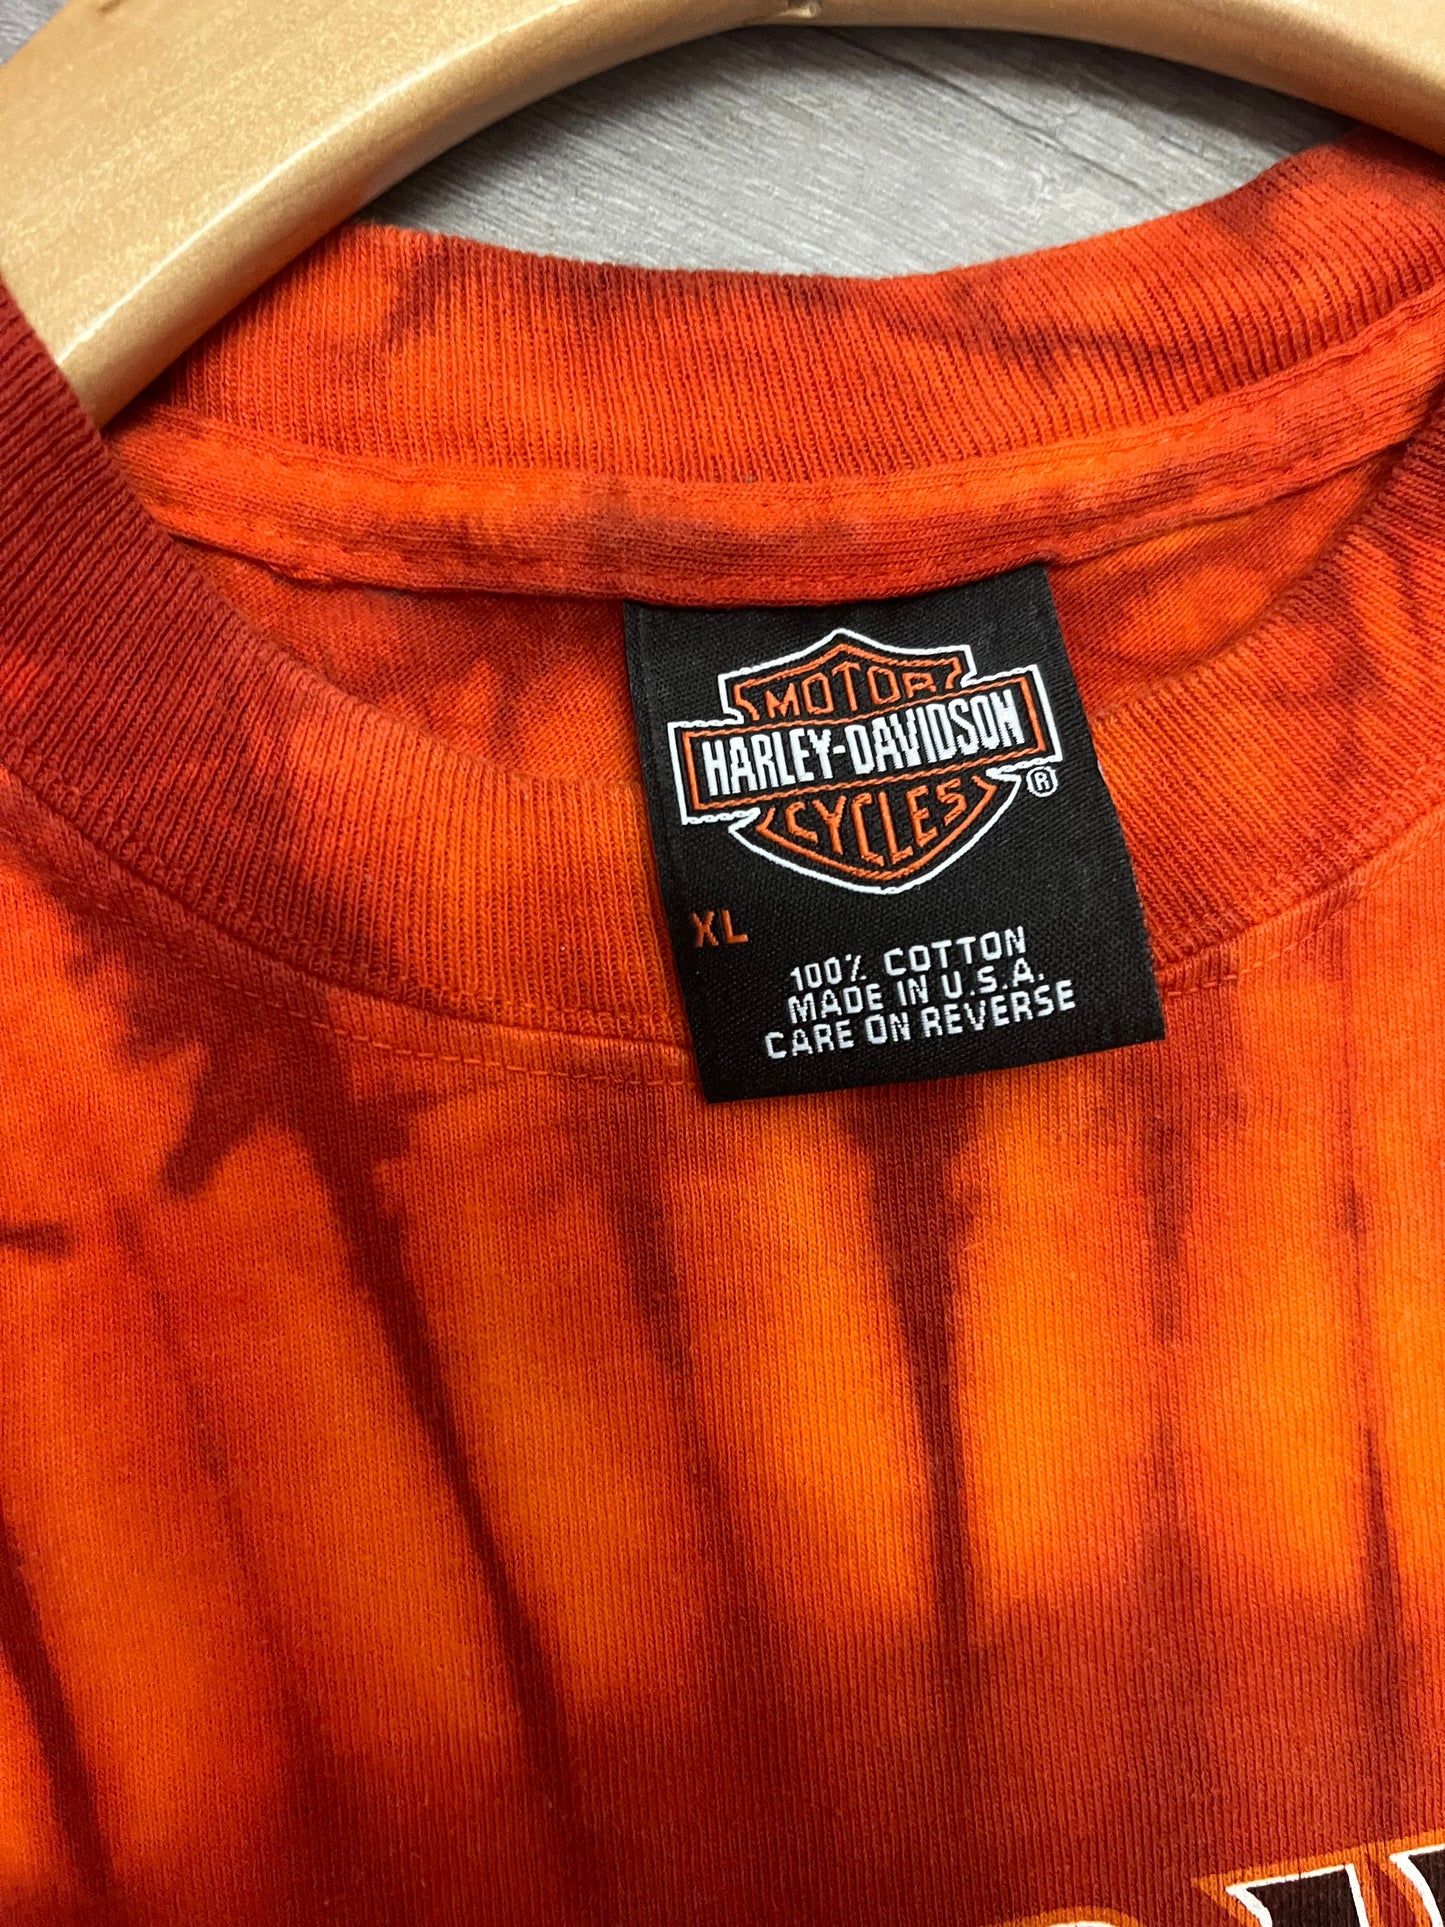 MOTOR
HARLEY-DAVIDSON
CYCLES ®
XL
100% COTTON
MADE IN U.S.A.
CARE ON REVERSE